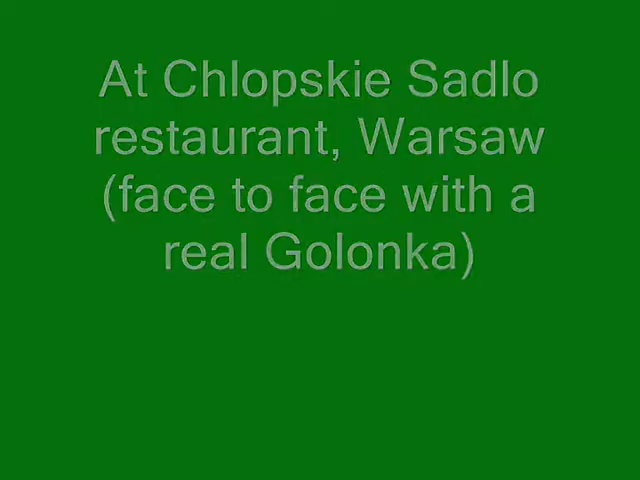 At Chlopskie Sadlo
restaurant, Warsaw
(face to face with a
real Golonka)